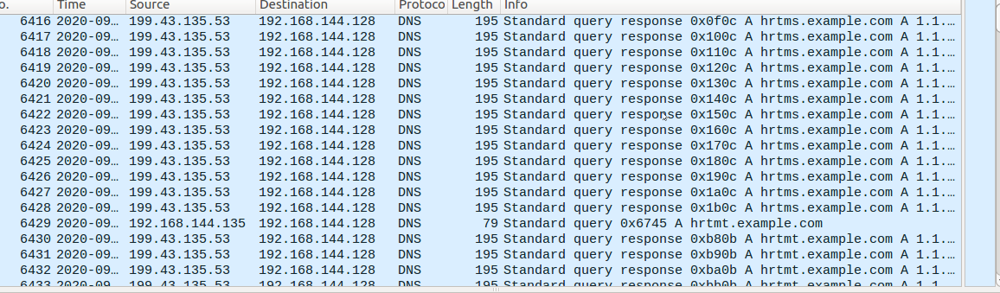 o. Time Source Destination Protoco Length Info
6416 2020-09… 199.43.135.53 192.168.144.128 DNS 195 Standard query response 0x0f0c A hrtms.example.com A 1.1.…
6417 2020-09… 199.43.135.53 192.168.144.128 DNS 195 Standard query response 0x100c A hrtms.example.com A 1.1.…
6418 2020-09… 199.43.135.53 192.168.144.128 DNS 195 Standard query response 0x110c A hrtms.example.com A 1.1.…
6419 2020-09… 199.43.135.53 192.168.144.128 DNS 195 Standard query response 0x120c A hrtms.example.com A 1.1.…
6420 2020-09… 199.43.135.53 192.168.144.128 DNS 195 Standard query response 0x130c A hrtms.example.com A 1.1.…
6421 2020-09… 199.43.135.53 192.168.144.128 DNS 195 Standard query response 0x140c A hrtms.example.com A 1.1.…
6422 2020-09… 199.43.135.53 192.168.144.128 DNS 195 Standard query response 0x150c A hrtms.example.com A 1.1.…
6423 2020-09… 199.43.135.53 192.168.144.128 DNS 195 Standard query response 0x160c A hrtms.example.com A 1.1.…
6424 2020-09… 199.43.135.53 192.168.144.128 DNS 195 Standard query response 0x170c A hrtms.example.com A 1.1.…
6425 2020-09… 199.43.135.53 192.168.144.128 DNS 195 Standard query response 0x180c A hrtms.example.com A 1.1.…
6426 2020-09… 199.43.135.53 192.168.144.128 DNS 195 Standard query response 0x190c A hrtms.example.com A 1.1.…
6427 2020-09… 199.43.135.53 192.168.144.128 DNS 195 Standard query response 0x1a0c A hrtms.example.com A 1.1.…
6428 2020-09… 199.43.135.53 192.168.144.128 DNS 195 Standard query response 0x1b0c A hrtms.example.com A 1.1.…
6429 2020-09… 192.168.144.135 192.168.144.128 DNS 79 Standard query 0x6745 A hrtmt.example.com
6430 2020-09… 199.43.135.53 192.168.144.128 DNS 195 Standard query response 0xb80b A hrtmt.example.com A 1.1.…
6431 2020-09… 199.43.135.53 192.168.144.128 DNS 195 Standard query response 0xb90b A hrtmt.example.com A 1.1.…
6432 2020-09… 199.43.135.53 192.168.144.128 DNS 195 Standard query response 0xba0b A hrtmt.example.com A 1.1.…
6433 2020-09… 199.43.135.53 192.168.144.128 DNS 195 Standard query response 0xbb0b A hrtmt.example.com A 1.1.…